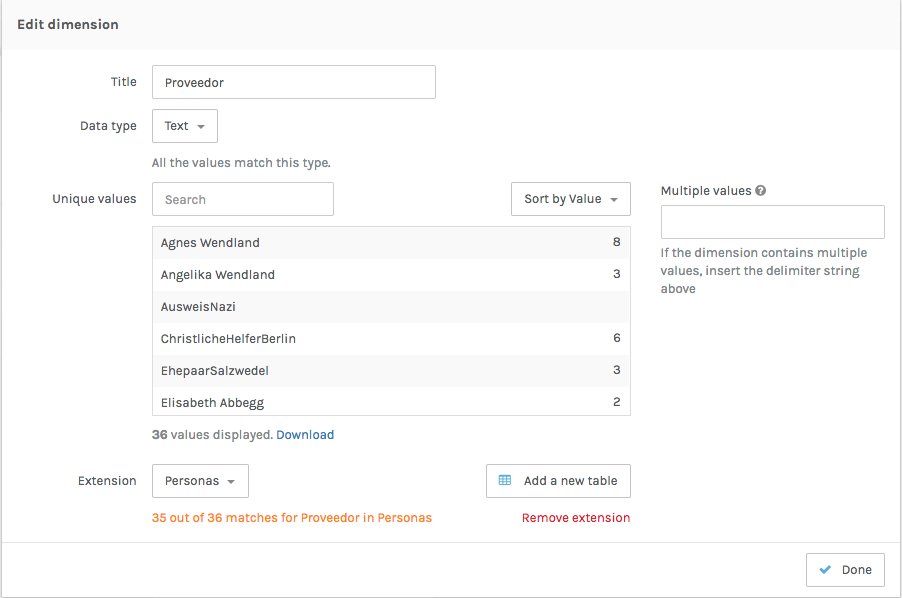 Edit dimension
Title Proveedor
Data type Text
All the values match this type.
Unique values Search Sort by Value Multiple values ?
If the dimension contains multiple
values, insert the delimiter string
above
Agnes Wendland 8
Angelika Wendland 3
AusweisNazi
ChristlicheHelferBerlin 6
EhepaarSalzwedel 3
Elisabeth Abbegg 2
36 values displayed. Download
Extension Personas Add a new table
35 out of 36 matches for Proveedor in Personas Remove extension
Done